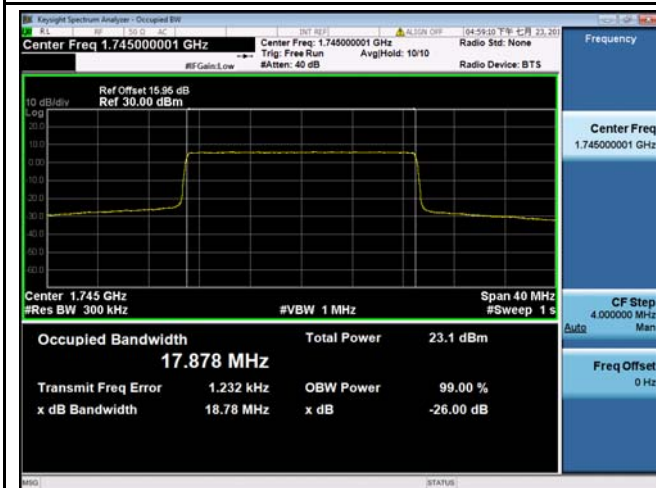 Keysight Spectrum Analyzer - Occupied BW
RL RF 50 Ω AC INT REF ALIGN OFF 04:59:10 下午 七月 23, 201
Center Freq 1.745000001 GHz
Center Freq: 1.745000001 GHz
Radio Std: None
Trig: Free Run Avg|Hold: 10/10
#IFGain:Low #Atten: 40 dB Radio Device: BTS
Ref Offset 15.95 dB
10 dB/div Ref 30.00 dBm
Log
20.0
10.0
0.00
10.0
20.0
30.0
40.0
50.0
60.0
Center 1.745 GHz Span 40 MHz
#Res BW 300 kHz #VBW 1 MHz #Sweep 1 s
Occupied Bandwidth Total Power 23.1 dBm
17.878 MHz
Transmit Freq Error 1.232 kHz OBW Power 99.00 %
x dB Bandwidth 18.78 MHz x dB -26.00 dB
MSG STATUS
Frequency
Center Freq
1.745000001 GHz
CF Step
4.000000 MHz
Auto Man
Freq Offset
0 Hz